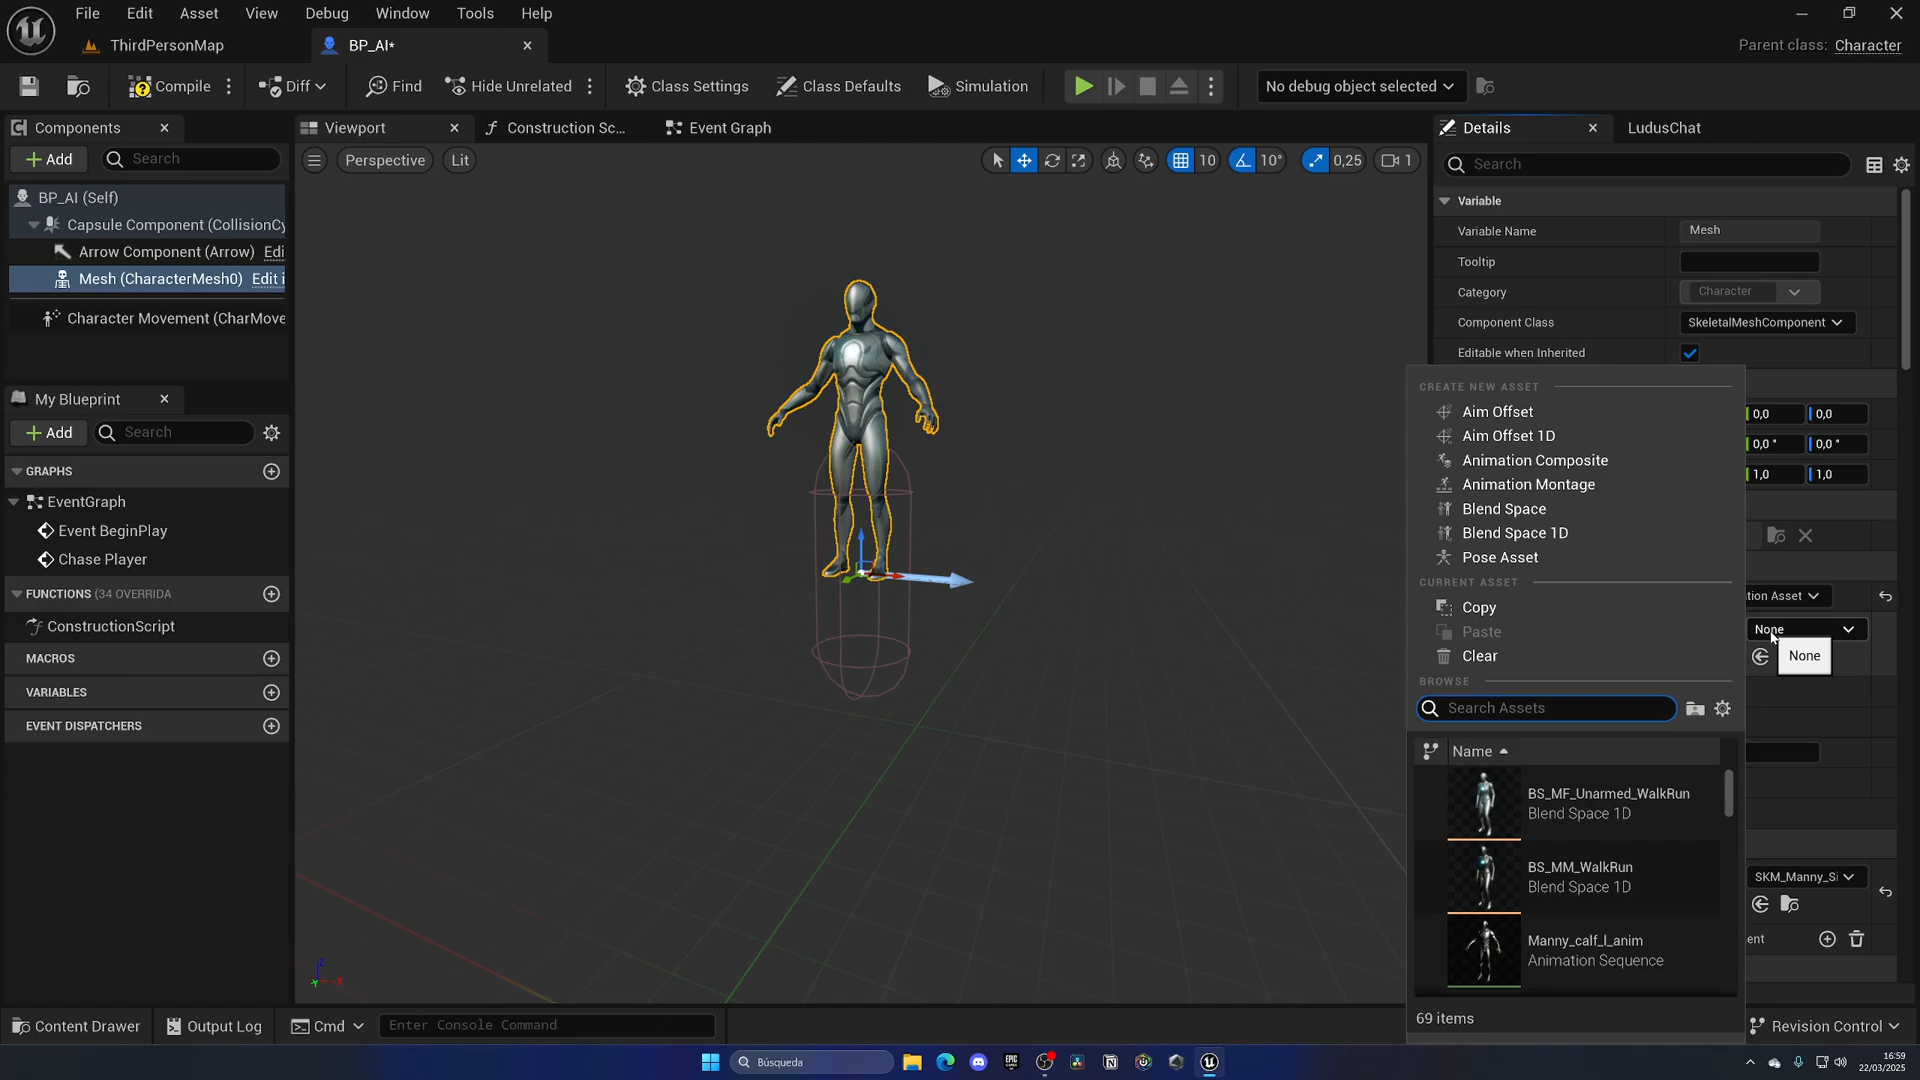 File Edit Asset View Debug Window Tools Help
ThirdPersonMap
BP_AI*
Parent class: Character
Compile
Diff
Find
Hide Unrelated
Class Settings
Class Defaults
Simulation
No debug object selected
Components
Add
Search
BP_AI (Self)
Capsule Component (CollisionCy
Arrow Component (Arrow) Edi
Mesh (CharacterMesh0) Edit i
Character Movement (CharMove
My Blueprint
Add
Search
GRAPHS
EventGraph
Event BeginPlay
Chase Player
FUNCTIONS (34 OVERRIDA
ConstructionScript
MACROS
VARIABLES
EVENT DISPATCHERS
Viewport
Construction Sc...
Event Graph
Perspective
Lit
10
10°
0,25
1
Z
X
Y
Details
LudusChat
Search
Variable
Variable Name
Mesh
Tooltip
Category
Character
Component Class
SkeletalMeshComponent
Editable when Inherited
0,0 0,0
0,0 ° 0,0 °
1,0 1,0
tion Asset
None
None
SKM_Manny_Si
ent
CREATE NEW ASSET
Aim Offset
Aim Offset 1D
Animation Composite
Animation Montage
Blend Space
Blend Space 1D
Pose Asset
CURRENT ASSET
Copy
Paste
Clear
BROWSE
Search Assets
Name
BS_MF_Unarmed_WalkRun
Blend Space 1D
BS_MM_WalkRun
Blend Space 1D
Manny_calf_l_anim
Animation Sequence
69 items
Content Drawer
Output Log
Cmd
Enter Console Command
Revision Control
Búsqueda
EPIC
16:59
22/03/2025